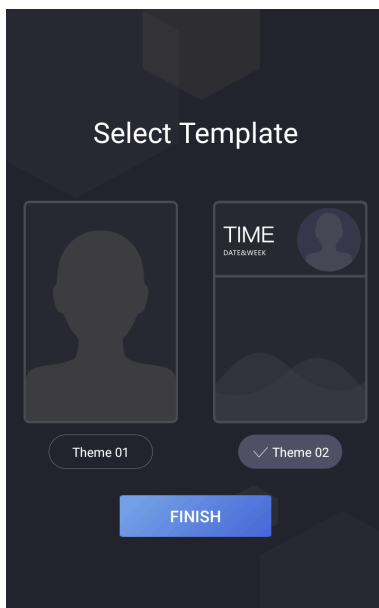 Select Template
TIME
DATE&WEEK
Theme 01
Theme 02
FINISH